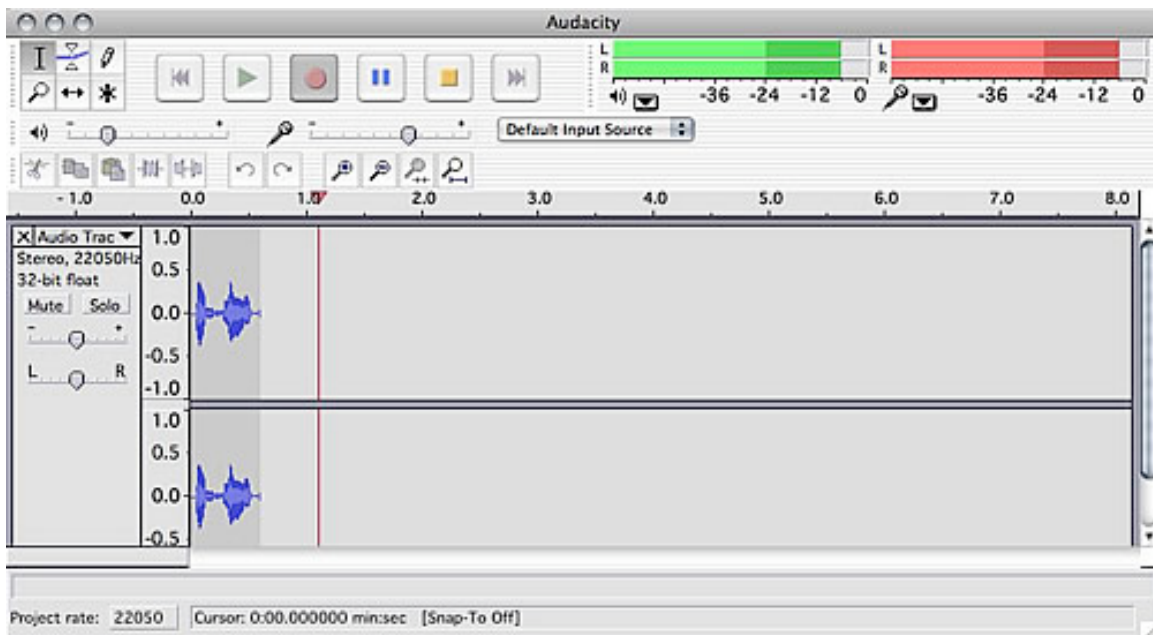 Audacity
L
R
-36 -24 -12 0
L
R
-36 -24 -12 0
- +
- +
Default Input Source
- 1.0 0.0 1.0 2.0 3.0 4.0 5.0 6.0 7.0 8.0
X Audio Trac
Stereo, 22050Hz
32-bit float
Mute Solo
- +
L R
1.0
0.5
0.0
-0.5
-1.0
1.0
0.5
0.0
-0.5
Project rate: 22050 Cursor: 0:00.000000 min:sec [Snap-To Off]